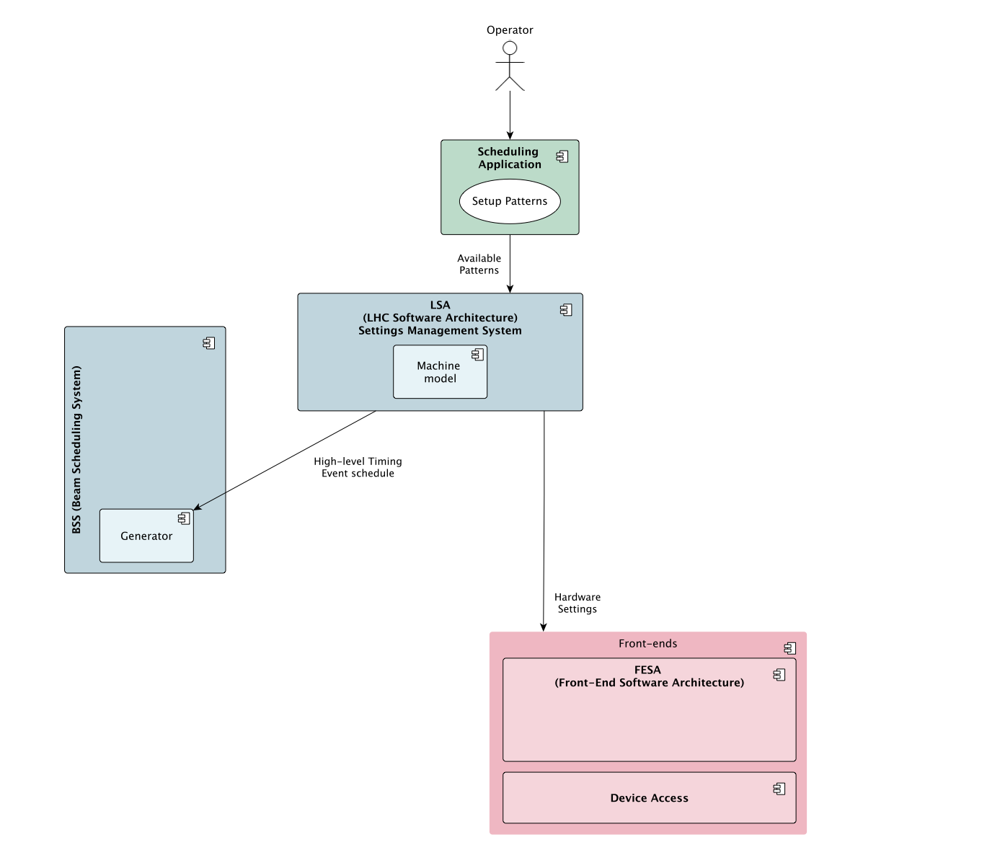 Operator
Scheduling
Application
Setup Patterns
Available
Patterns
LSA
(LHC Software Architecture)
Settings Management System
Machine
model
BSS (Beam Scheduling System)
High-level Timing
Event schedule
Generator
Hardware
Settings
Front-ends
FESA
(Front-End Software Architecture)
Device Access